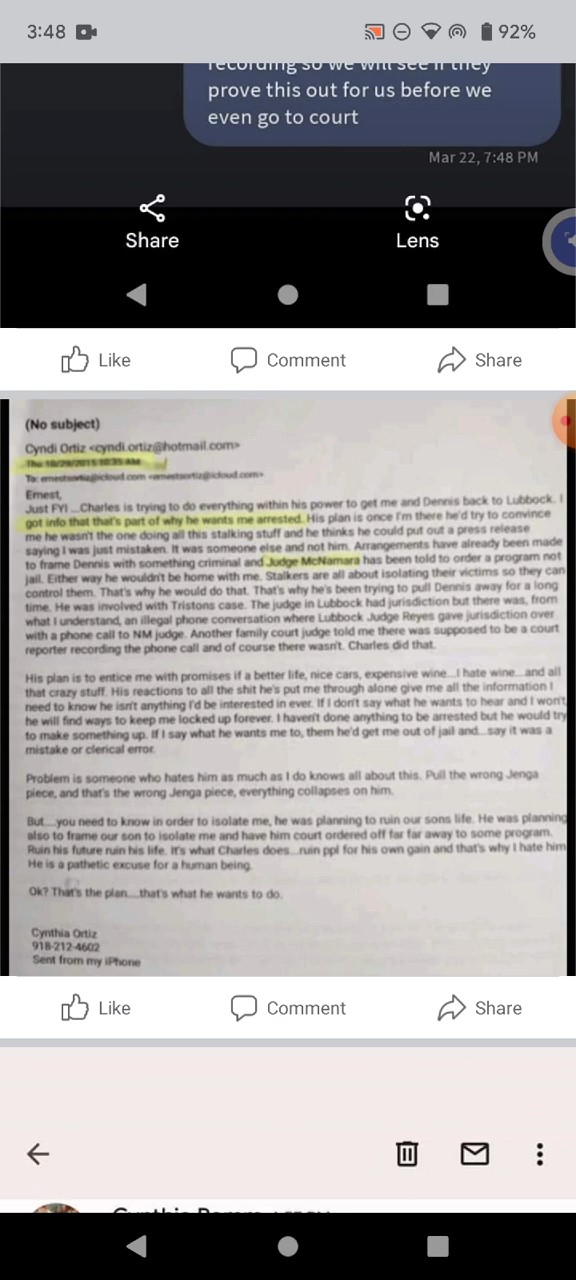 3:48
92%
recording so we will see if they
prove this out for us before we
even go to court
Mar 22, 7:48 PM
Share
Lens
Like
Comment
Share
(No subject)
Cyndi Ortiz <cyndi.ortiz@hotmail.com>
Thu 10/29/2015 10:35 AM
To: ernestsortiz@icloud.com <ernestsortiz@icloud.com>
Ernest,
Just FYI ...Charles is trying to do everything within his power to get me and Dennis back to Lubbock. I
got info that that's part of why he wants me arrested. His plan is once I'm there he'd try to convince
me he wasn't the one doing all this stalking stuff and he thinks he could put out a press release
saying I was just mistaken. It was someone else and not him. Arrangements have already been made
to frame Dennis with something criminal and Judge McNamara has been told to order a program not
jail. Either way he wouldn't be home with me. Stalkers are all about isolating their victims so they can
control them. That's why he would do that. That's why he's been trying to pull Dennis away for a long
time. He was involved with Tristons case. The judge in Lubbock had jurisdiction but there was, from
what I understand, an illegal phone conversation where Lubbock Judge Reyes gave jurisdiction over
with a phone call to NM judge. Another family court judge told me there was supposed to be a court
reporter recording the phone call and of course there wasn't. Charles did that.
His plan is to entice me with promises if a better life, nice cars, expensive wine...I hate wine...and all
that crazy stuff. His reactions to all the shit he's put me through alone give me all the information I
need to know he isn't anything I'd be interested in ever. If I don't say what he wants to hear and I won't,
he will find ways to keep me locked up forever. I haven't done anything to be arrested but he would try
to make something up. If I say what he wants me to, them he'd get me out of jail and...say it was a
mistake or clerical error.
Problem is someone who hates him as much as I do knows all about this. Pull the wrong Jenga
piece, and that's the wrong Jenga piece, everything collapses on him.
But....you need to know in order to isolate me, he was planning to ruin our sons life. He was planning
also to frame our son to isolate me and have him court ordered off far far away to some program.
Ruin his future ruin his life. It's what Charles does...ruin ppl for his own gain and that's why I hate him
He is a pathetic excuse for a human being.
Ok? That's the plan....that's what he wants to do.
Cynthia Ortiz
918-212-4602
Sent from my iPhone
Like
Comment
Share